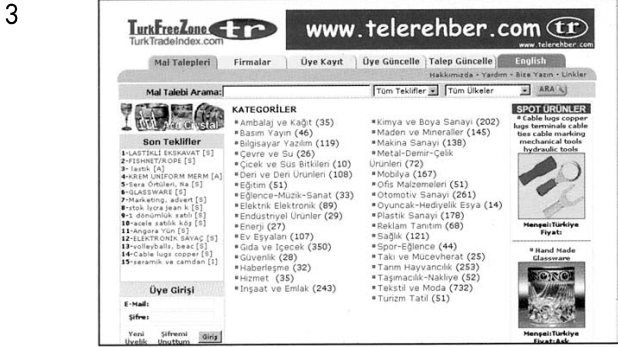 3
TurkFreeZone tr
TurkTradeIndex.com
www.telerehber.com tr
www.telerehber.com
Mal Talepleri
Firmalar
Üye Kayıt
Üye Güncelle
Talep Güncelle
English
Hakkımızda - Yardım - Bize Yazın - Linkler
Mal Talebi Arama:
Tüm Teklifler
Tüm Ülkeler
ARA
Crystal
Son Teklifler
1-LASTİKLİ EKSKAVAT [S]
2-FISHNET/ROPE [S]
3- lastik [A]
4-KREM UNİFORM MERM [A]
5-Sera Örtüleri, Na [S]
6-GLASSWARE [S]
7-Marketing, advert [S]
8-stok lycra jean k [S]
9-1 dönümlük satılı [S]
10-acele satılık köş [S]
11-Angora Yün [S]
12-ELEKTRONİK SAYAÇ [S]
13-volleyballs, beac [S]
14-Cable lugs copper [S]
15-seramik ve camdan [I]
Üye Girişi
E-Mail:
Şifre:
Yeni Üyelik
Şifremi Unuttum
Giriş
KATEGORİLER
Ambalaj ve Kağıt (35)
Basım Yayın (46)
Bilgisayar Yazılım (119)
Çevre ve Su (26)
Çiçek ve Süs Bitkileri (10)
Deri ve Deri Ürünleri (108)
Eğitim (51)
Eğlence-Müzik-Sanat (33)
Elektrik Elektronik (89)
Endüstriyel Ürünler (29)
Enerji (27)
Ev Eşyaları (107)
Gıda ve İçecek (350)
Güvenlik (28)
Haberleşme (32)
Hizmet (35)
İnşaat ve Emlak (243)
Kimya ve Boya Sanayi (202)
Maden ve Mineraller (145)
Makina Sanayi (138)
Metal-Demir-Çelik
Ürünleri (72)
Mobilya (167)
Ofis Malzemeleri (51)
Otomotiv Sanayi (261)
Oyuncak-Hediyelik Esya (14)
Plastik Sanayi (178)
Reklam Tanıtım (68)
Sağlık (121)
Spor-Eğlence (44)
Takı ve Mücevherat (25)
Tarım Hayvancılık (253)
Taşımacılık-Nakliye (52)
Tekstil ve Moda (732)
Turizm Tatil (51)
SPOT ÜRÜNLER
Cable lugs copper
lugs terminals cable
ties cable marking
mechanical tools
hydraulic tools
Menşei:Türkiye
Fiyatı:
Hand Made
Glassware
Menşei:Türkiye
Fiyatı:Ask